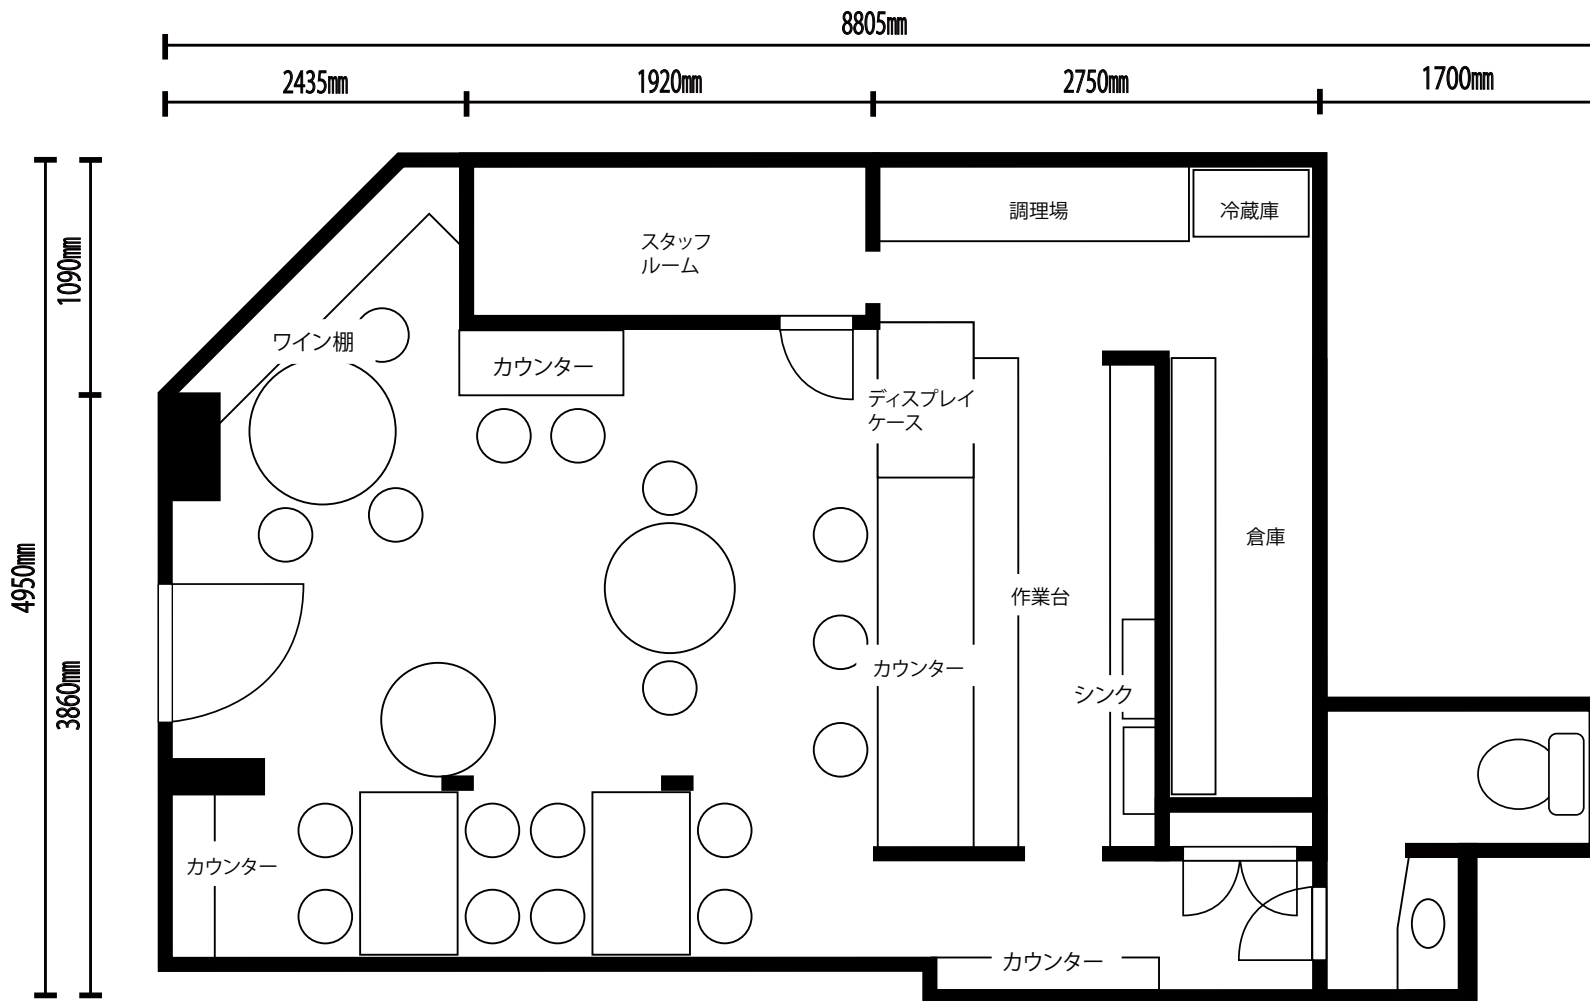 8805㎜
2435㎜
1920㎜
2750㎜
1700㎜
4950㎜
1090㎜
3860㎜
スタッフ
ルーム
調理場
冷蔵庫
ワイン棚
カウンター
ディスプレイ
ケース
倉庫
作業台
カウンター
シンク
カウンター
カウンター